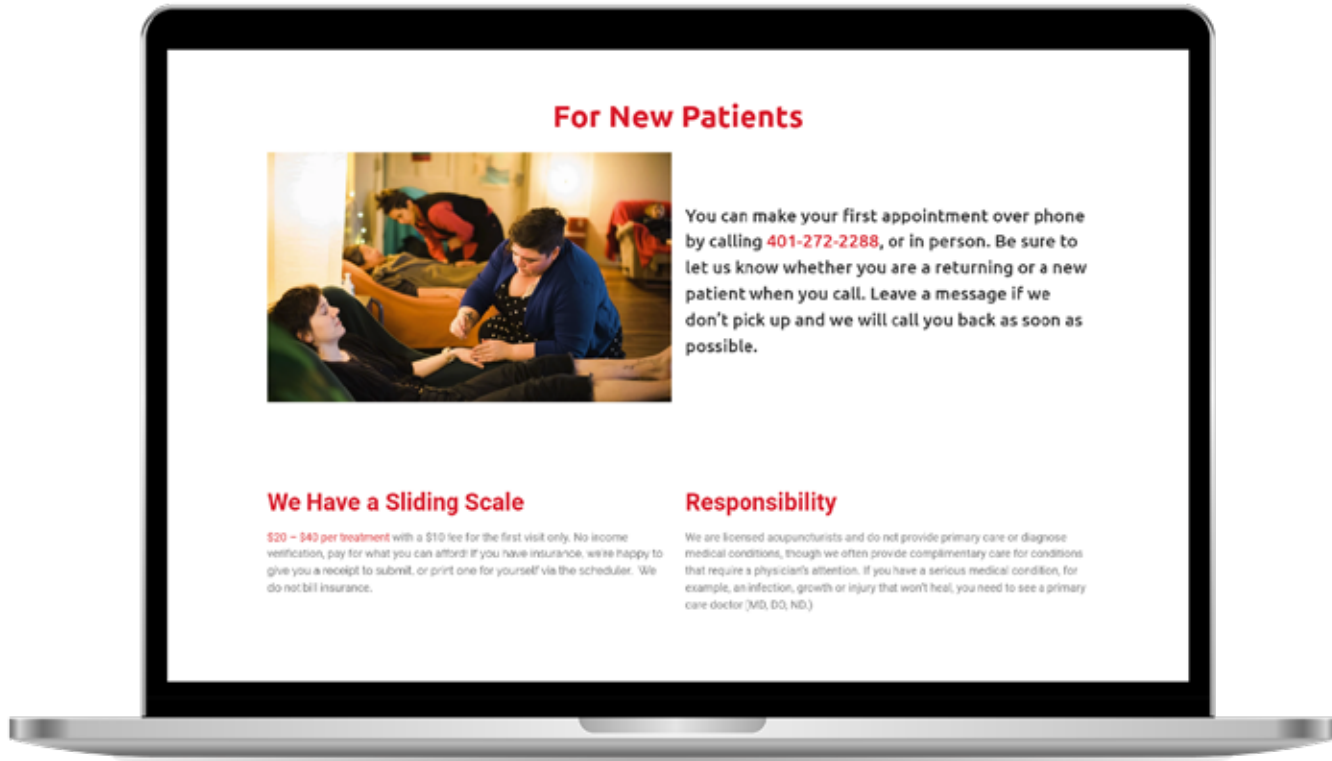 For New Patients
You can make your first appointment over phone
by calling 401-272-2288, or in person. Be sure to
let us know whether you are a returning or a new
patient when you call. Leave a message if we
don't pick up and we will call you back as soon as
possible.
We Have a Sliding Scale
$20 – $40 per treatment with a $10 fee for the first visit only. No income
verification, pay for what you can afford! If you have insurance, we're happy to
give you a receipt to submit, or print one for yourself via the scheduler. We
do not bill insurance.
Responsibility
We are licensed acupuncturists and do not provide primary care or diagnose
medical conditions, though we often provide complimentary care for conditions
that require a physician's attention. If you have a serious medical condition, for
example, an infection, growth or injury that won't heal, you need to see a primary
care doctor (MD, DO, ND.)